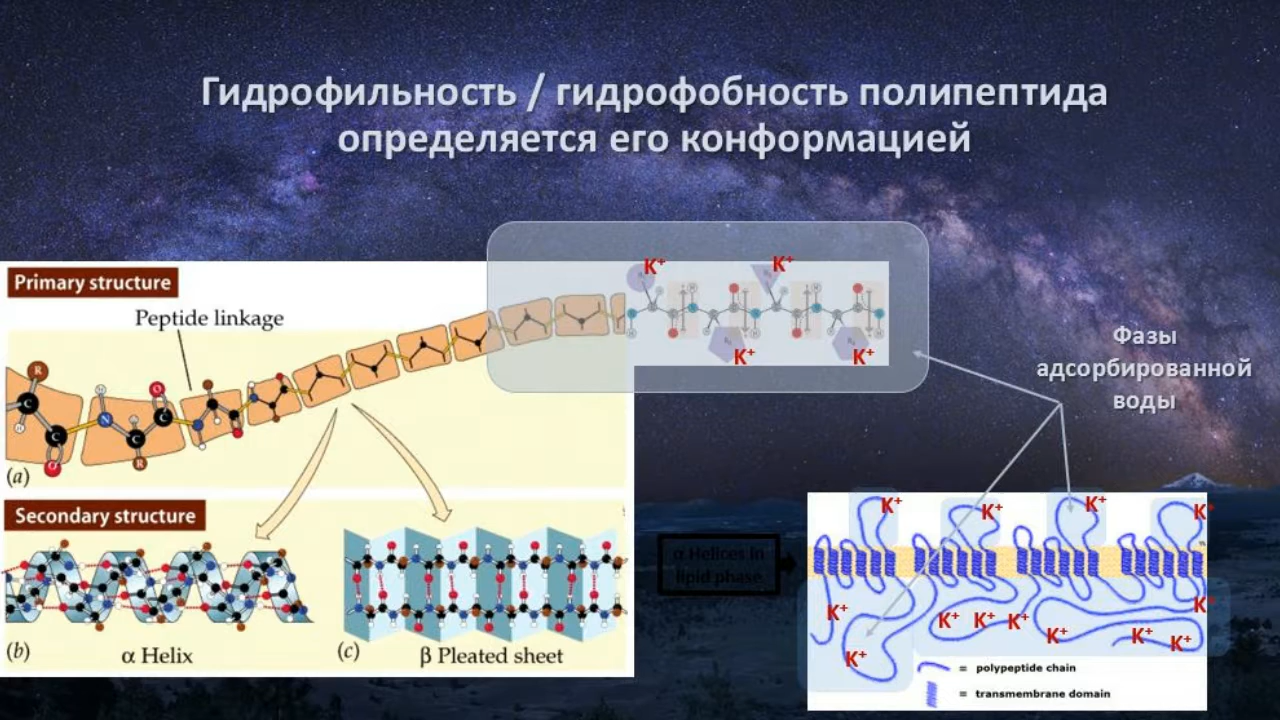 Гидрофильность / гидрофобность полипептида
определяется его конформацией
Primary structure
Peptide linkage
R
C
C
O
H
N
H
C
R
O
C
(a)
K⁺
K⁺
K⁺
K⁺
Фазы
адсорбированной
воды
Secondary structure
(b)
α Helix
(c)
β Pleated sheet
α Helices in
lipid phase
K⁺
K⁺
K⁺
K⁺
K⁺
K⁺
K⁺
K⁺
K⁺
K⁺
K⁺
K⁺
K⁺
= polypeptide chain
= transmembrane domain